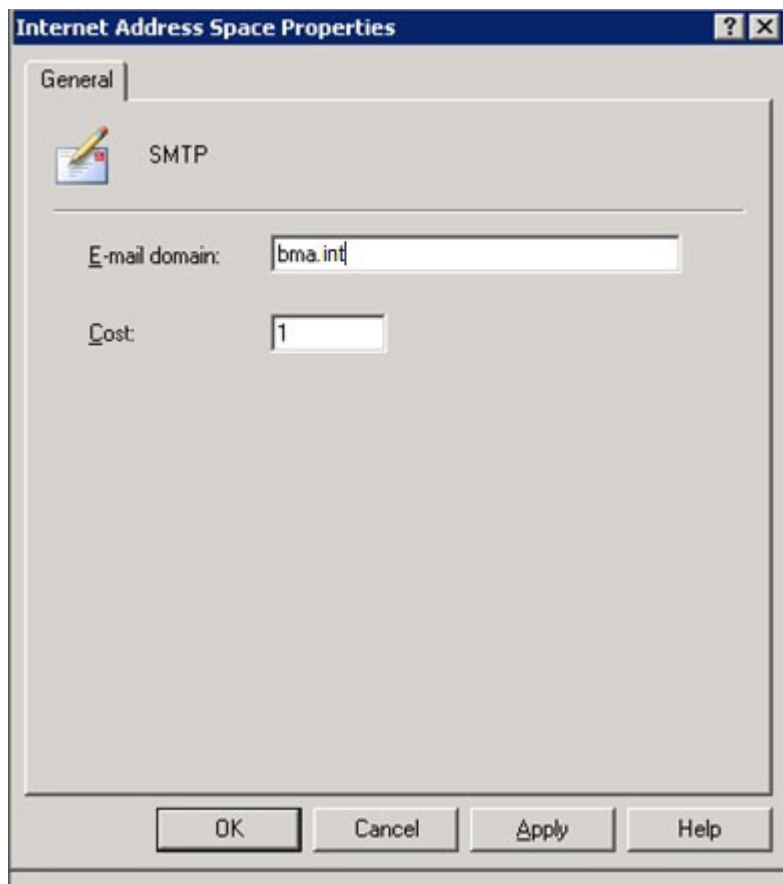 Internet Address Space Properties
General
SMTP
E-mail domain: bma.int
Cost: 1
OK Cancel Apply Help